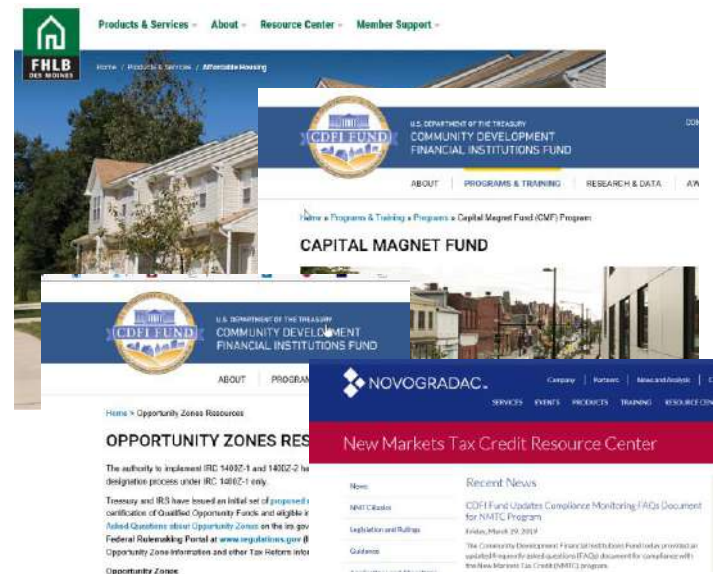 Products & Services
About
Resource Center
Member Support
FHLB
DES MOINES
Home / Products & Services / Affordable Housing
CDFI FUND
U.S. DEPARTMENT OF THE TREASURY
COMMUNITY DEVELOPMENT
FINANCIAL INSTITUTIONS FUND
ABOUT
PROGRAMS & TRAINING
RESEARCH & DATA
Home » Programs & Training » Programs » Capital Magnet Fund (CMF) Program
CAPITAL MAGNET FUND
CDFI FUND
U.S. DEPARTMENT OF THE TREASURY
COMMUNITY DEVELOPMENT
FINANCIAL INSTITUTIONS FUND
ABOUT
Home > Opportunity Zones Resources
OPPORTUNITY ZONES RES
The authority to implement IRC 1400Z-1 and 1400Z-2 ha
designation process under IRC 1400Z-1 only.
Treasury and IRS have issued an initial set of proposed
certification of Qualified Opportunity Funds and eligible
Asked Questions about Opportunity Zones on the irs.gov
Federal Rulemaking Portal at www.regulations.gov
Opportunity Zone information and other Tax Reform
Opportunity Zones
NOVOGRADAC
Company
Partners
News and Analysis
SERVICES
EVENTS
PRODUCTS
TRAINING
RESOURCE CEN
New Markets Tax Credit Resource Center
News
NMTC Basics
Legislation and Rulings
Guidance
Recent News
CDFI Fund Updates Compliance Monitoring FAQs Document
for NMTC Program
Friday, March 29, 2019
The Community Development Financial Institutions Fund today provided an
updated frequently asked questions (FAQs) document for compliance with
the New Markets Tax Credit (NMTC) program.